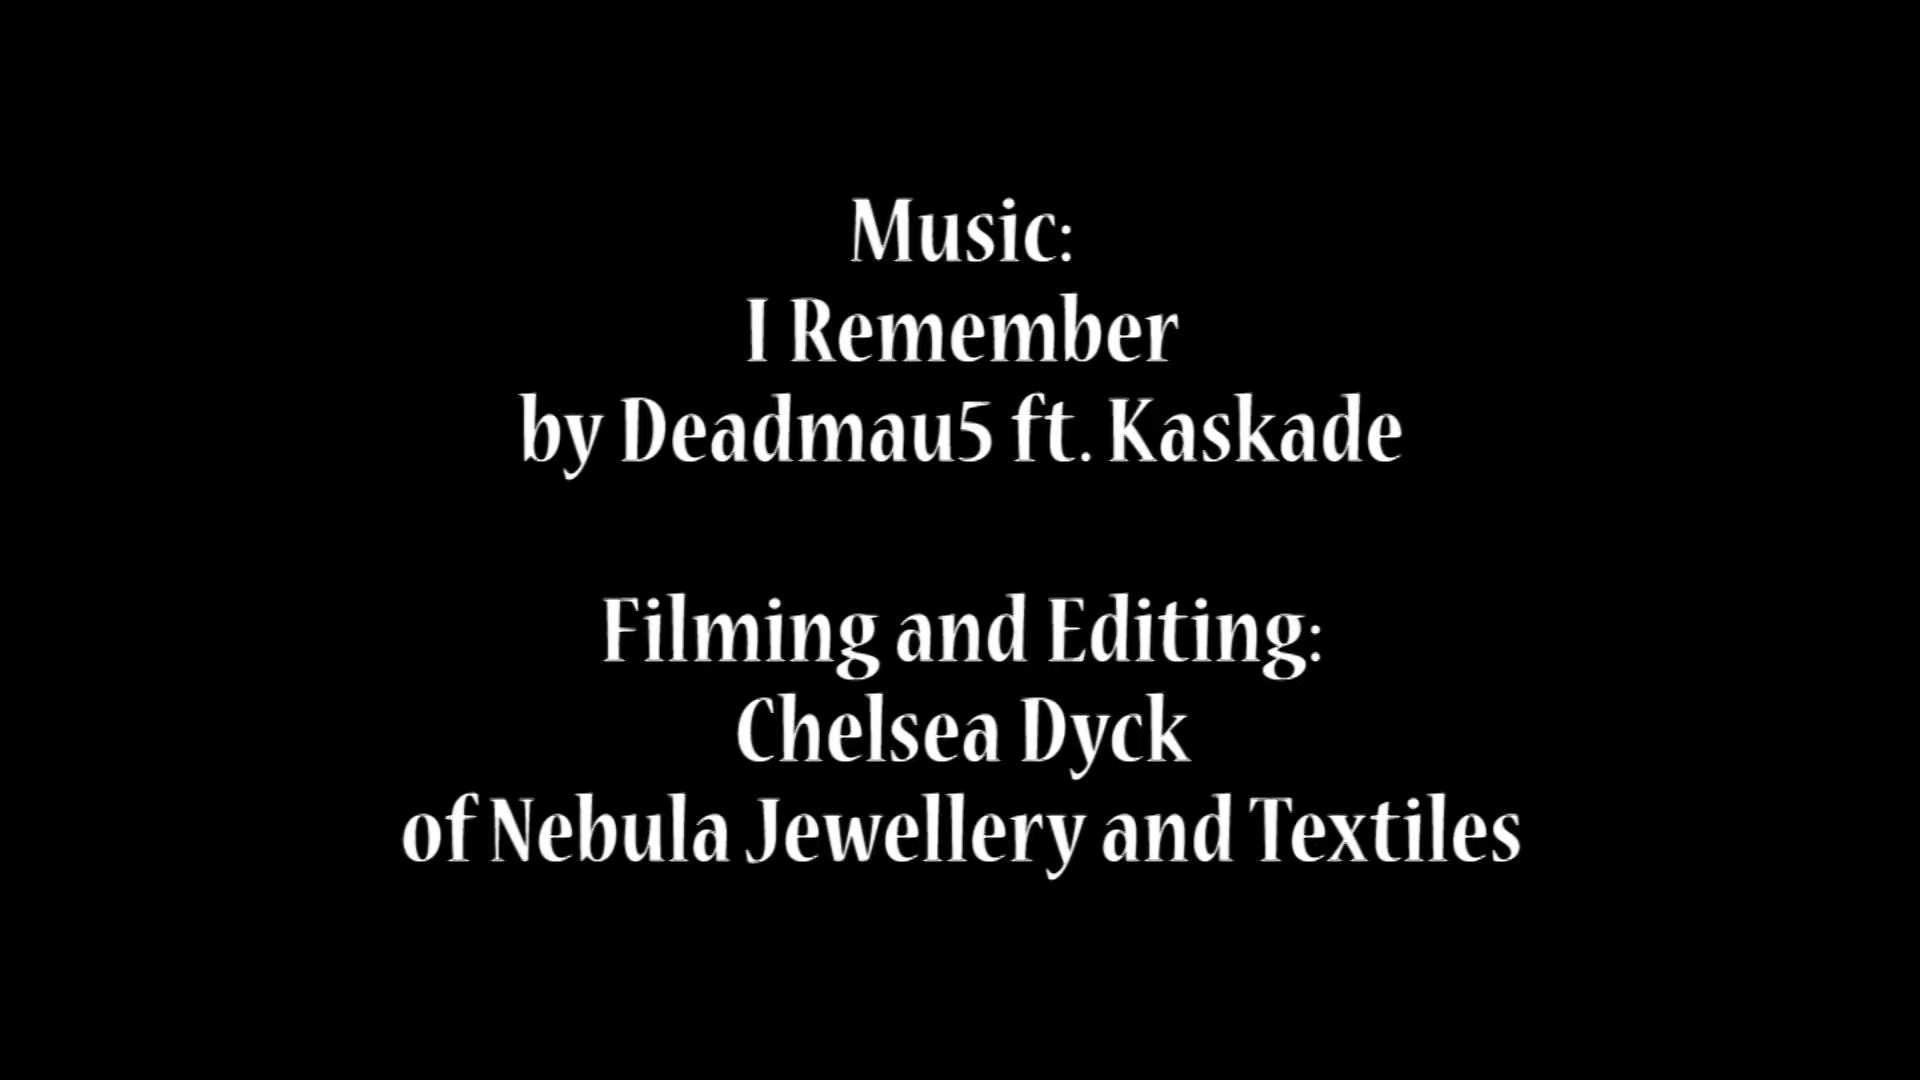 Music:
I Remember
by Deadmau5 ft. Kaskade
Filming and Editing:
Chelsea Dyck
of Nebula Jewellery and Textiles